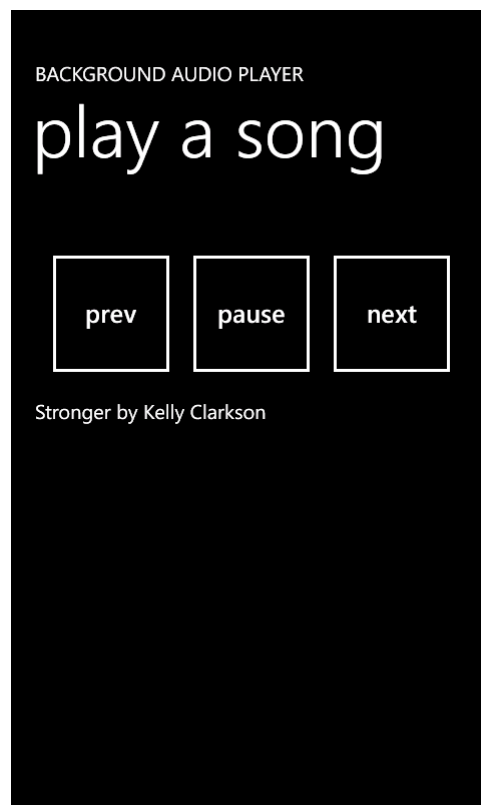 BACKGROUND AUDIO PLAYER
play a song
prev pause next
Stronger by Kelly Clarkson